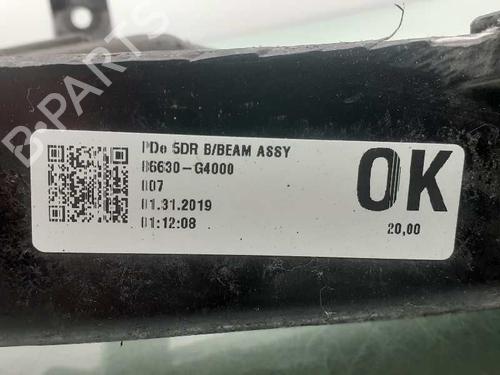 B-PARTS
PDe 5DR B/BEAM ASSY
86630-G4000
007
01.31.2019
01:12:08
OK
20,00